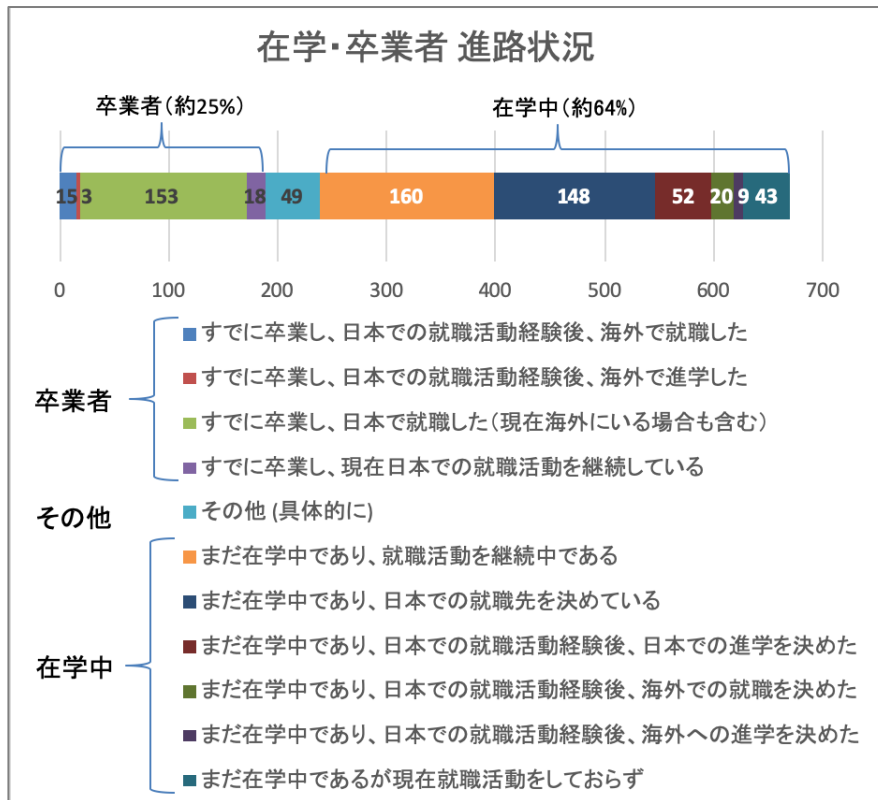 在学・卒業者 進路状況
卒業者（約25%）
在学中（約64%）
15 3 153 18 49 160 148 52 20 9 43
0 100 200 300 400 500 600 700
卒業者
すでに卒業し、日本での就職活動経験後、海外で就職した
すでに卒業し、日本での就職活動経験後、海外で進学した
すでに卒業し、日本で就職した（現在海外にいる場合も含む）
すでに卒業し、現在日本での就職活動を継続している
その他
その他 (具体的に)
在学中
まだ在学中であり、就職活動を継続中である
まだ在学中であり、日本での就職先を決めている
まだ在学中であり、日本での就職活動経験後、日本での進学を決めた
まだ在学中であり、日本での就職活動経験後、海外での就職を決めた
まだ在学中であり、日本での就職活動経験後、海外への進学を決めた
まだ在学中であるが現在就職活動をしておらず